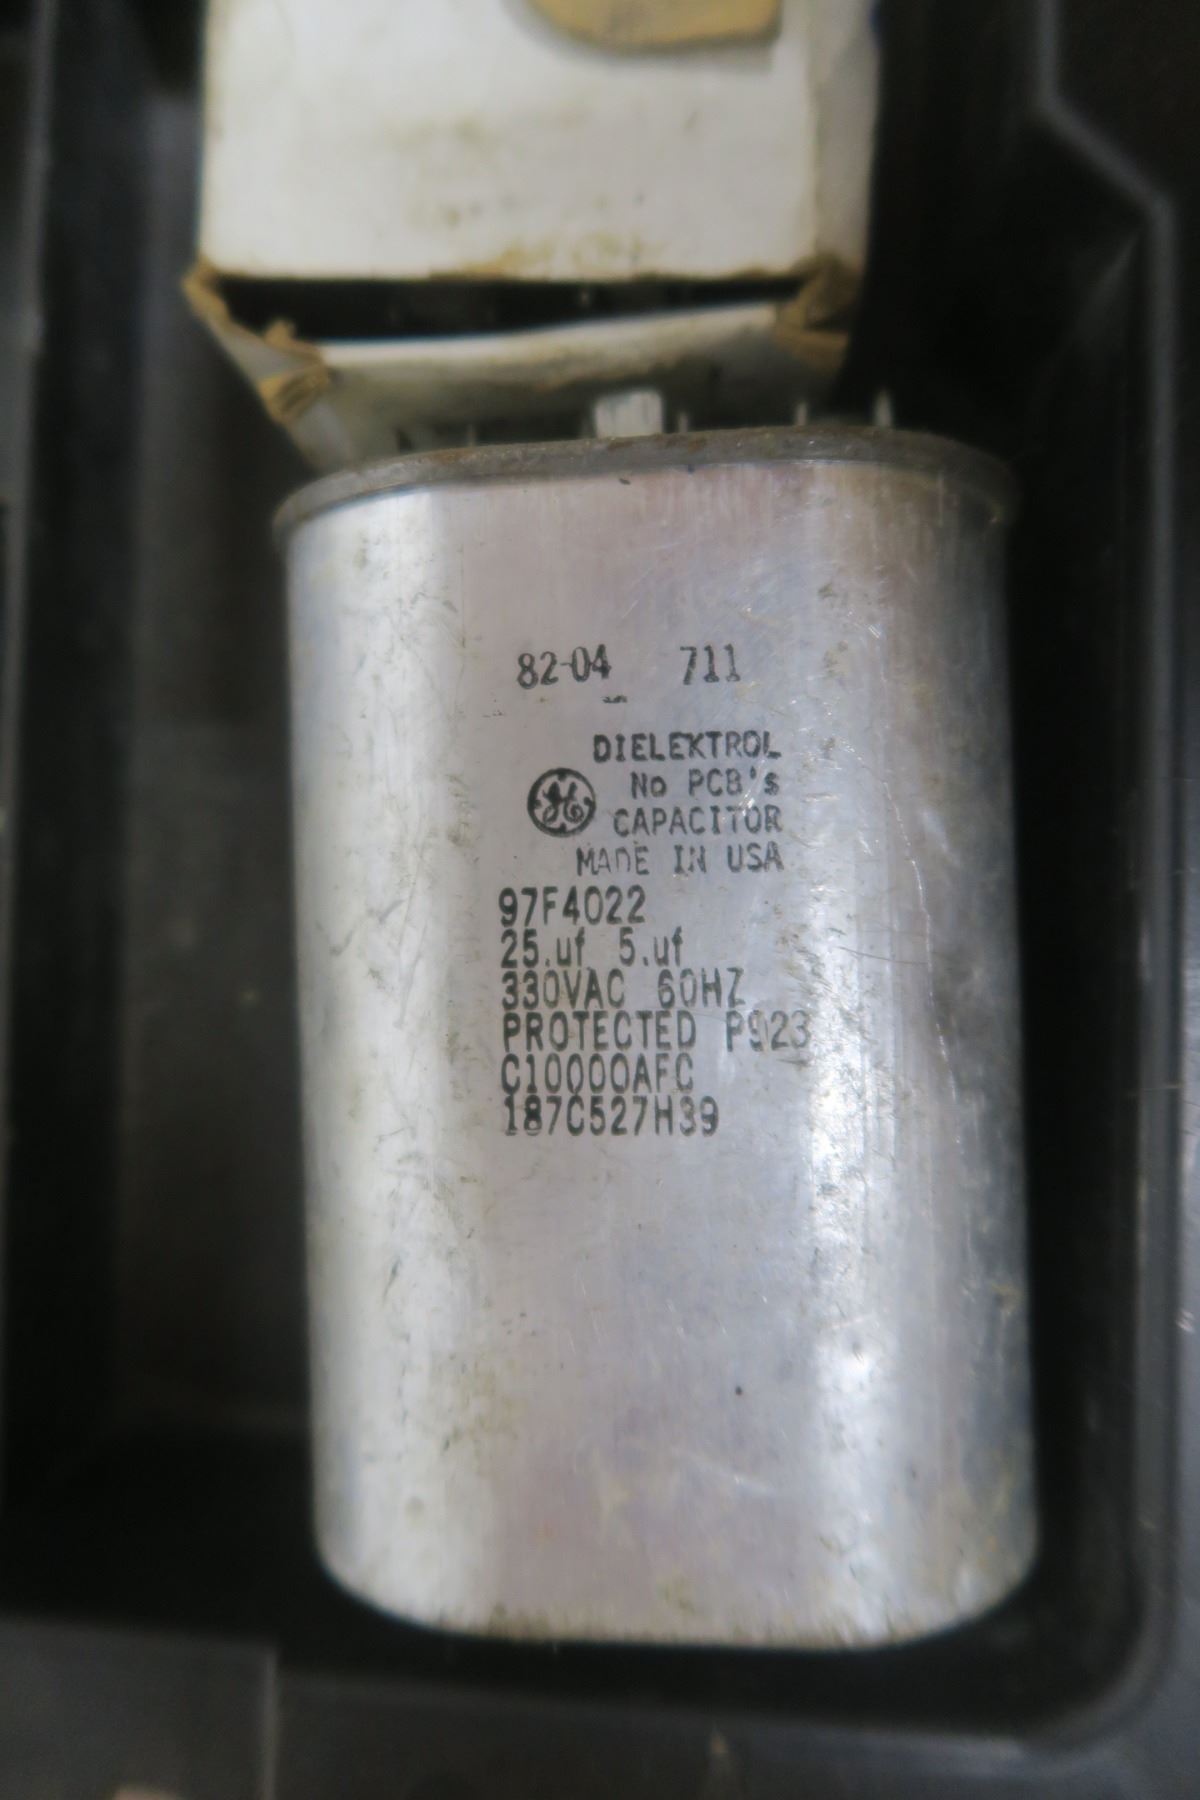 82-04 711
DIELEKTROL
No PCB's
GE
CAPACITOR
MADE IN USA
97F4022
25.uf 5.uf
330VAC 60HZ
PROTECTED P923
C10000AFC
187C527H39